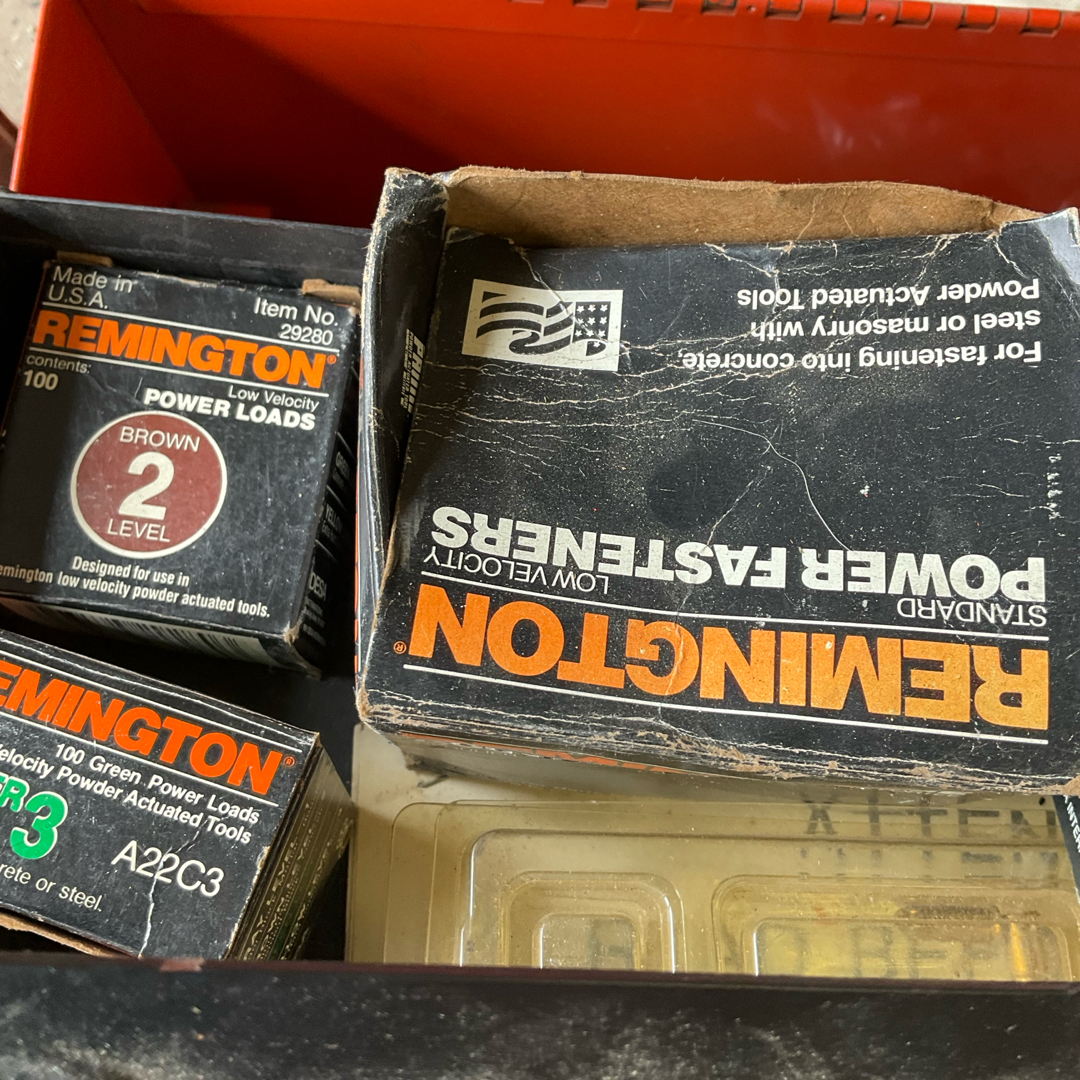 Made in
U.S.A.
Item No.
29280
REMINGTON®
contents:
100
Low Velocity
POWER LOADS
BROWN
2
LEVEL
Designed for use in
emington low velocity powder actuated tools.
EMINGTON®
100 Green Power Loads
elocity Powder Actuated Tools
ER3
A22C3
rete or steel.
REMINGTON®
STANDARD
LOW VELOCITY
POWER FASTENERS
For fastening into concrete,
steel or masonry with
Powder Actuated Tools